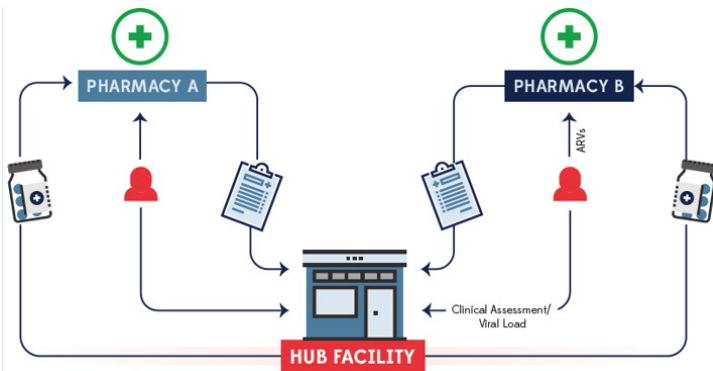 PHARMACY A
PHARMACY B
ARVs
Clinical Assessment/
Viral Load
HUB FACILITY